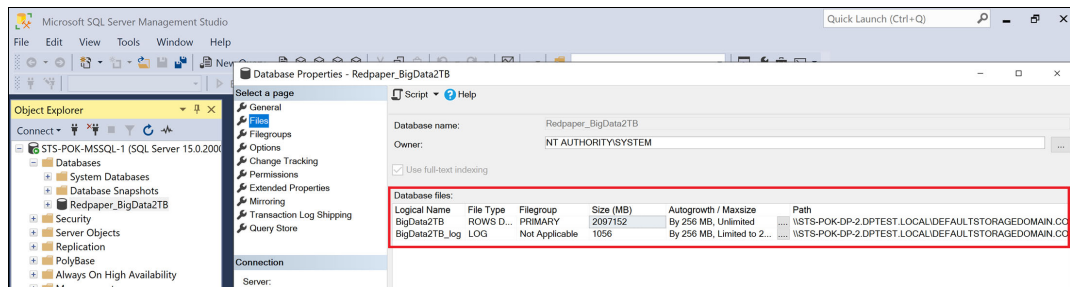 Microsoft SQL Server Management Studio
Quick Launch (Ctrl+Q)
File Edit View Tools Window Help
Database Properties - Redpaper_BigData2TB
Object Explorer
Connect
STS-POK-MSSQL-1 (SQL Server 15.0.2000
Databases
System Databases
Database Snapshots
Redpaper_BigData2TB
Security
Server Objects
Replication
PolyBase
Always On High Availability
Select a page
General
Files
Filegroups
Options
Change Tracking
Permissions
Extended Properties
Mirroring
Transaction Log Shipping
Query Store
Connection
Server:
Script Help
Database name: Redpaper_BigData2TB
Owner: NT AUTHORITY\SYSTEM
Use full-text indexing
Database files:
Logical Name File Type Filegroup Size (MB) Autogrowth / Maxsize Path
BigData2TB ROWS D... PRIMARY 2097152 By 256 MB, Unlimited ... \\STS-POK-DP-2.DPTEST.LOCAL\DEFAULTSTORAGEDOMAIN.CO
BigData2TB_log LOG Not Applicable 1056 By 256 MB, Limited to 2... ... \\STS-POK-DP-2.DPTEST.LOCAL\DEFAULTSTORAGEDOMAIN.CO